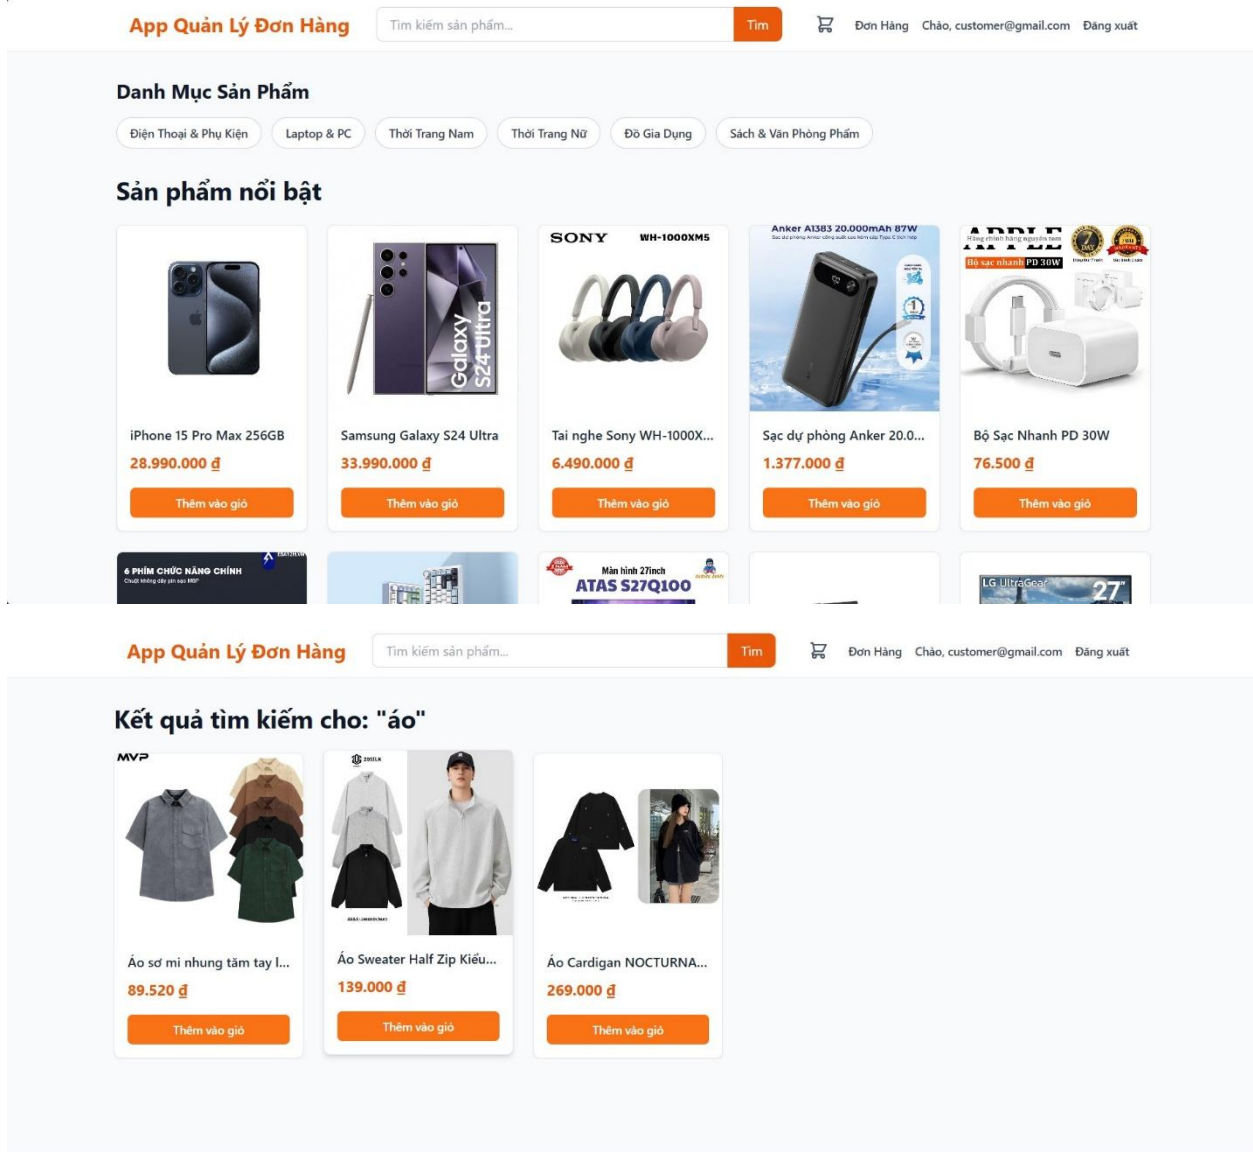 App Quản Lý Đơn Hàng
Tìm kiếm sản phẩm...
Tìm
Đơn Hàng
Chào, customer@gmail.com
Đăng xuất
Danh Mục Sản Phẩm
Điện Thoại & Phụ Kiện
Laptop & PC
Thời Trang Nam
Thời Trang Nữ
Đồ Gia Dụng
Sách & Văn Phòng Phẩm
Sản phẩm nổi bật
Galaxy
S24 Ultra
SONY
WH-1000XM5
Anker A1383 20.000mAh 87W
APPLE
Hàng chính hãng nguyên tem
Bộ sạc nhanh PD 30W
iPhone 15 Pro Max 256GB
28.990.000 ₫
Thêm vào giỏ
Samsung Galaxy S24 Ultra
33.990.000 ₫
Thêm vào giỏ
Tai nghe Sony WH-1000X...
6.490.000 ₫
Thêm vào giỏ
Sạc dự phòng Anker 20.0...
1.377.000 ₫
Thêm vào giỏ
Bộ Sạc Nhanh PD 30W
76.500 ₫
Thêm vào giỏ
6 PHÍM CHỨC NĂNG CHÍNH
Màn hình 27inch
ATAS S27Q100
LG UltraGear
27"
App Quản Lý Đơn Hàng
Tìm kiếm sản phẩm...
Tìm
Đơn Hàng
Chào, customer@gmail.com
Đăng xuất
Kết quả tìm kiếm cho: "áo"
MVP
Áo sơ mi nhung tăm tay l...
89.520 ₫
Thêm vào giỏ
Áo Sweater Half Zip Kiểu...
139.000 ₫
Thêm vào giỏ
Áo Cardigan NOCTURNA...
269.000 ₫
Thêm vào giỏ